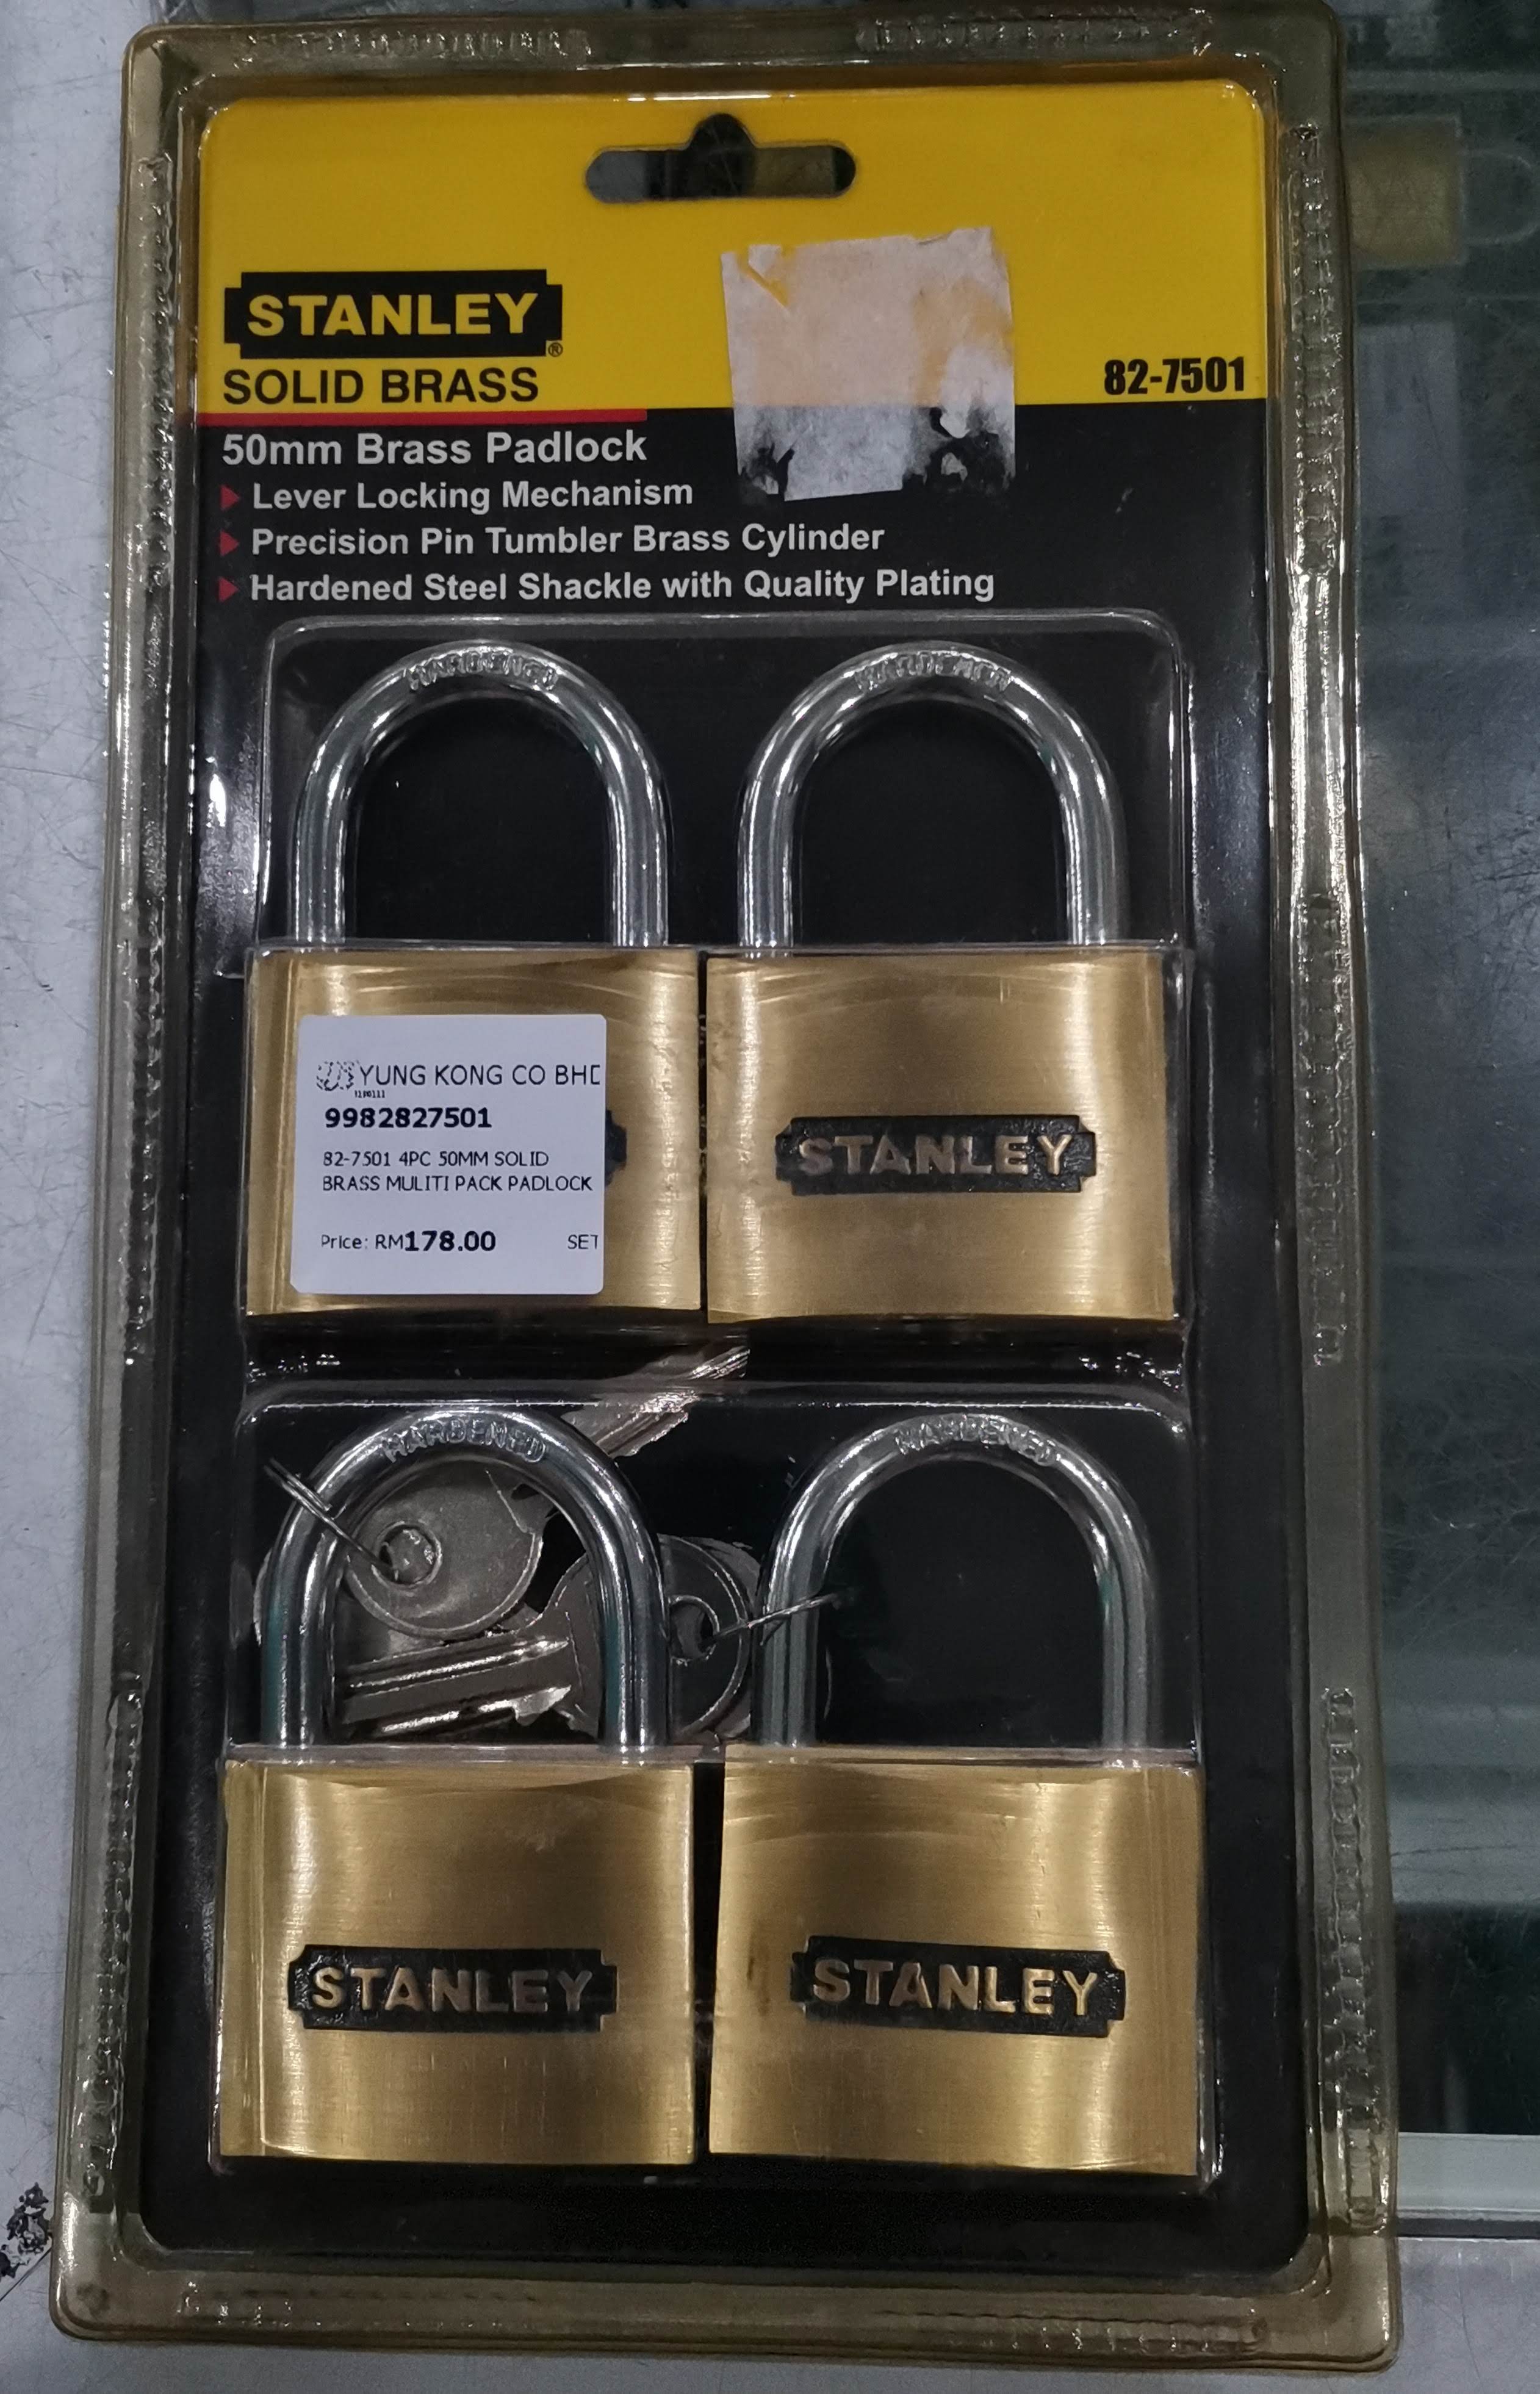 STANLEY®
SOLID BRASS
82-7501
50mm Brass Padlock
Lever Locking Mechanism
Precision Pin Tumbler Brass Cylinder
Hardened Steel Shackle with Quality Plating
HARDENED
HARDENED
YUNG KONG CO BHD
9982827501
82-7501 4PC 50MM SOLID
BRASS MULITI PACK PADLOCK
Price: RM178.00 SET
STANLEY
HARDENED
HARDENED
STANLEY
STANLEY